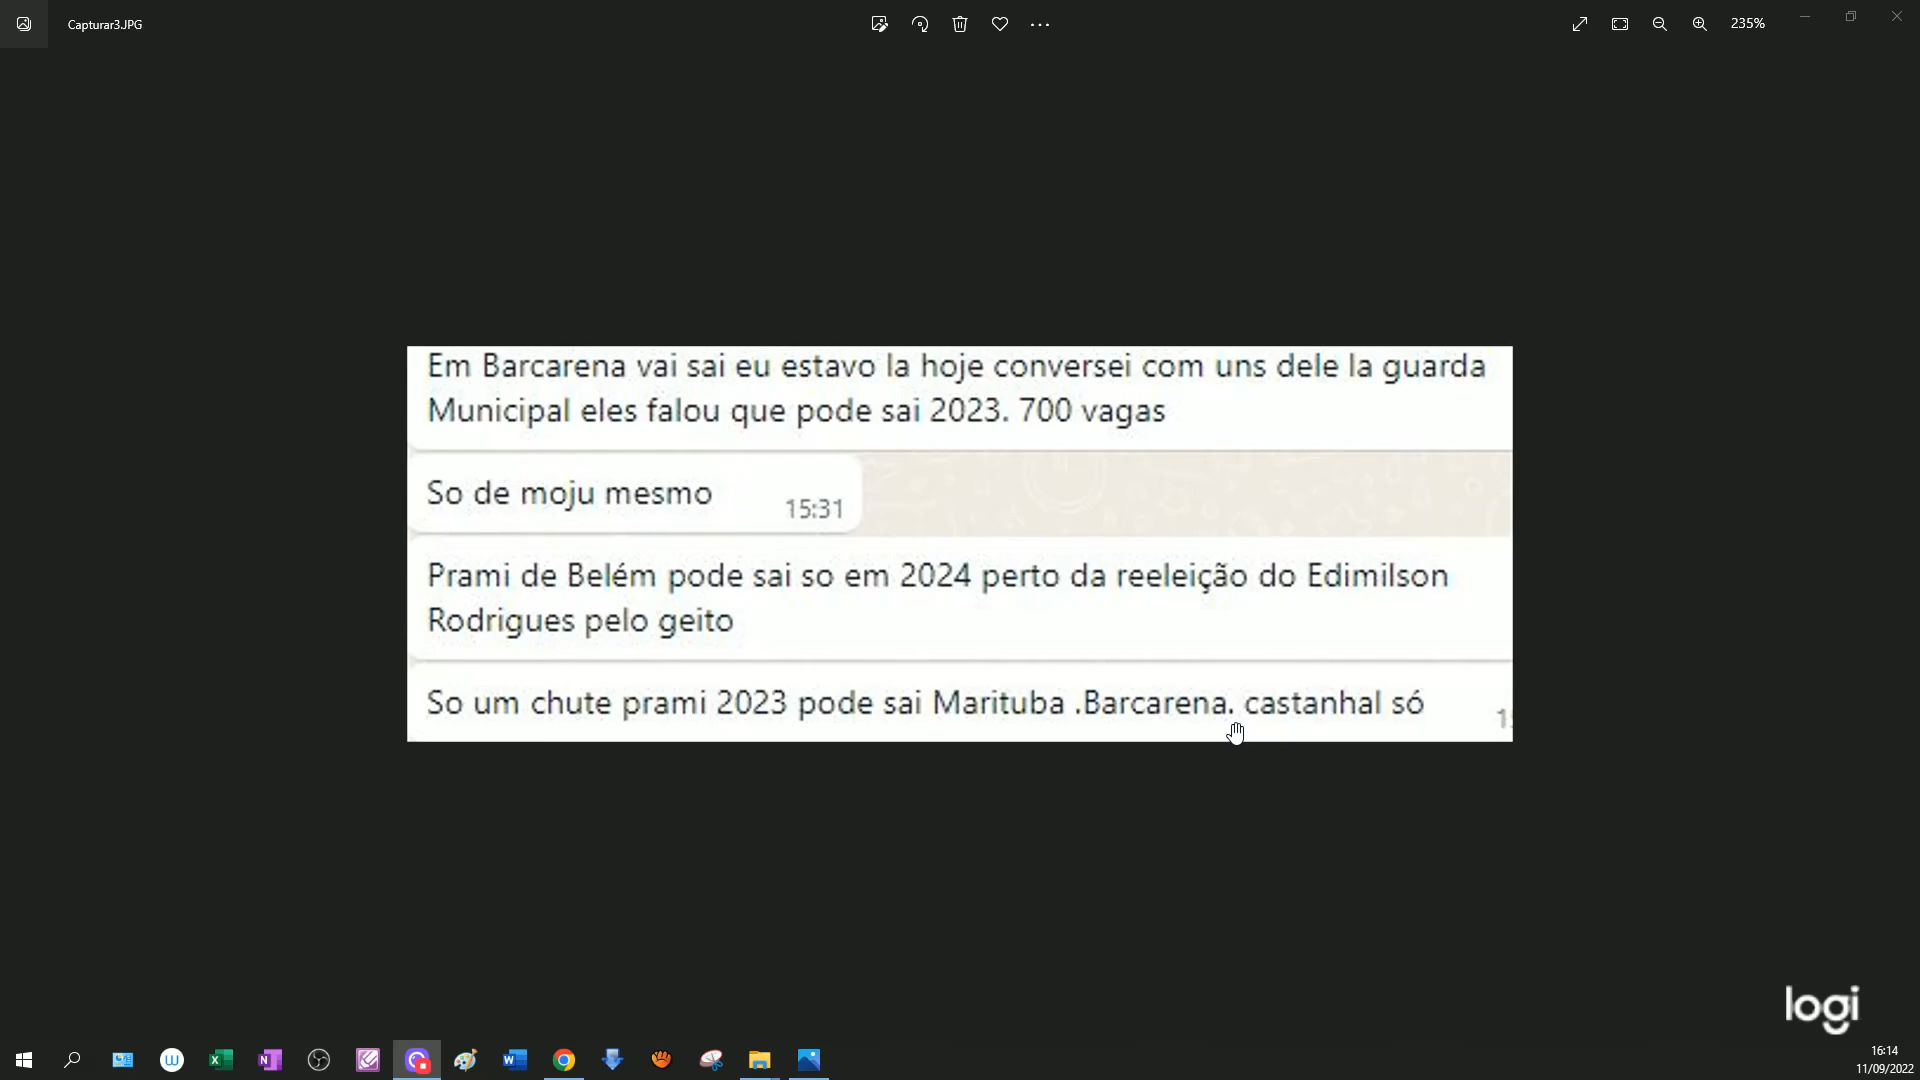 Capturar3.JPG
235%
Em Barcarena vai sai eu estavo la hoje conversei com uns dele la guarda
Municipal eles falou que pode sai 2023. 700 vagas
So de moju mesmo
15:31
Prami de Belém pode sai so em 2024 perto da reeleição do Edimilson
Rodrigues pelo geito
So um chute prami 2023 pode sai Marituba .Barcarena. castanhal só
logi
16:14
11/09/2022